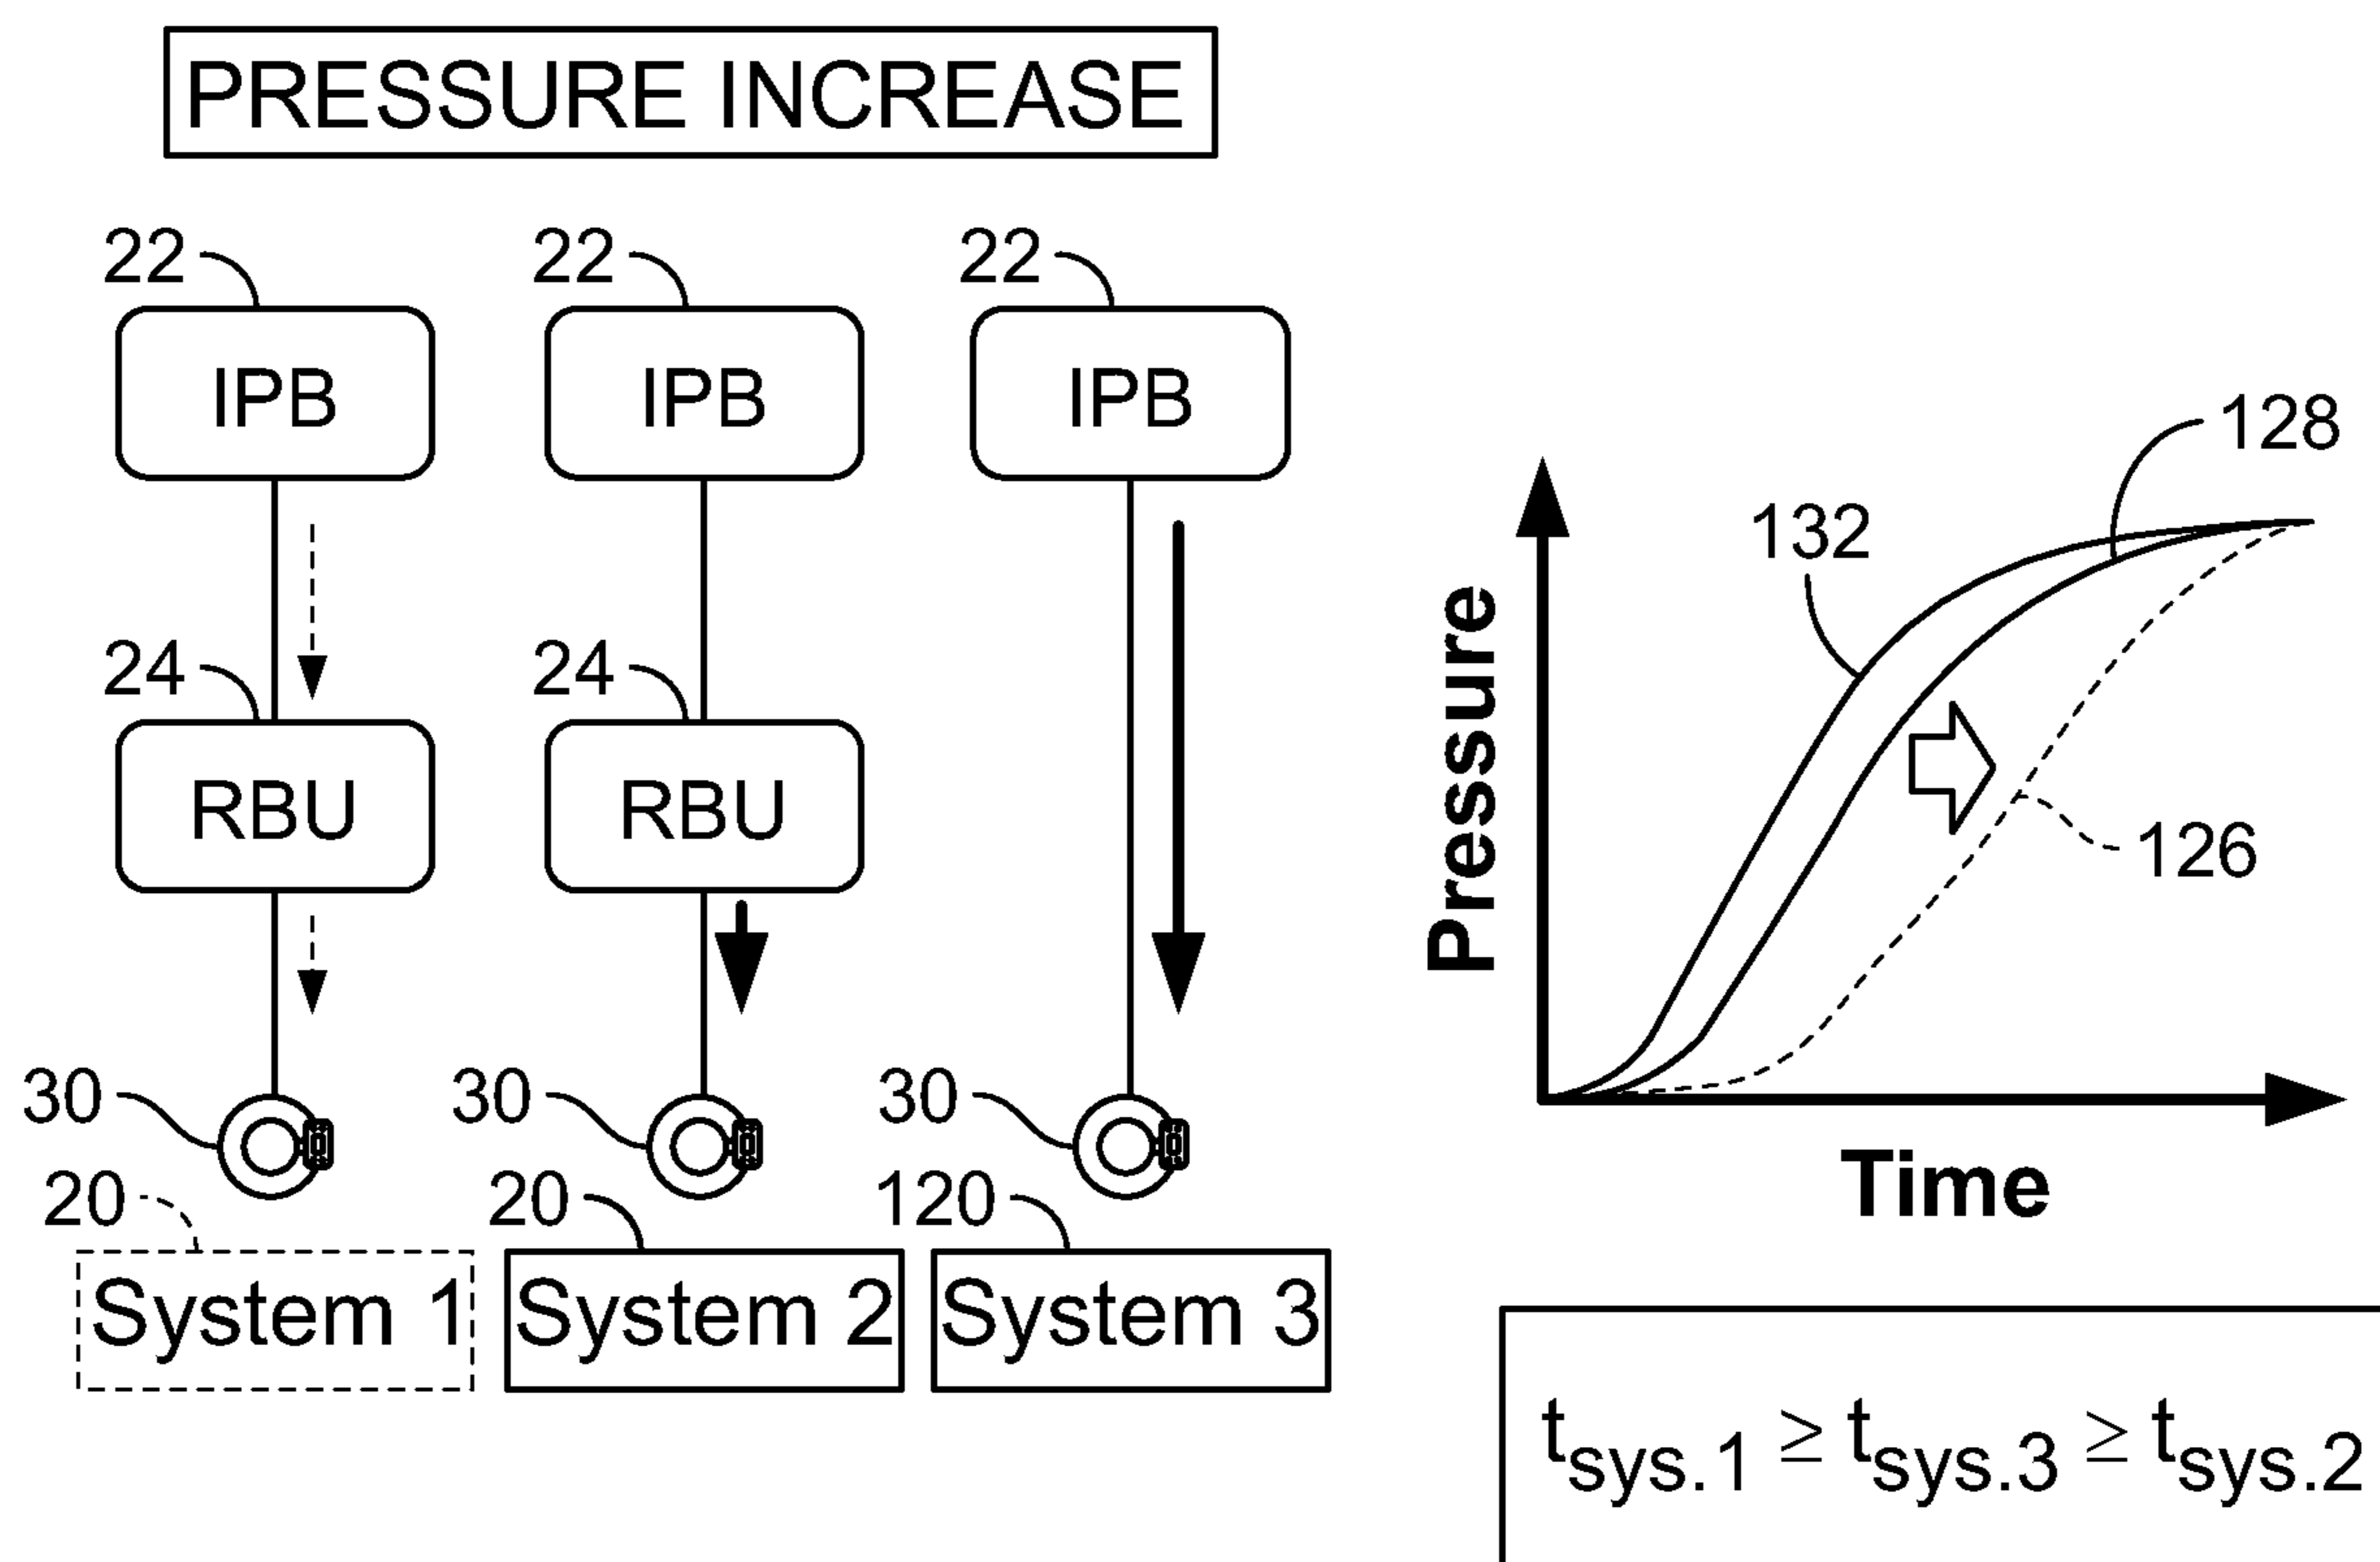 PRESSURE INCREASE
22 22 22
IPB IPB IPB
24 24
RBU RBU
30 30 30
20 20 120
System 1 System 2 System 3
128
132
126
Pressure
Time
tsys.1 ≥ tsys.3 ≥ tsys.2